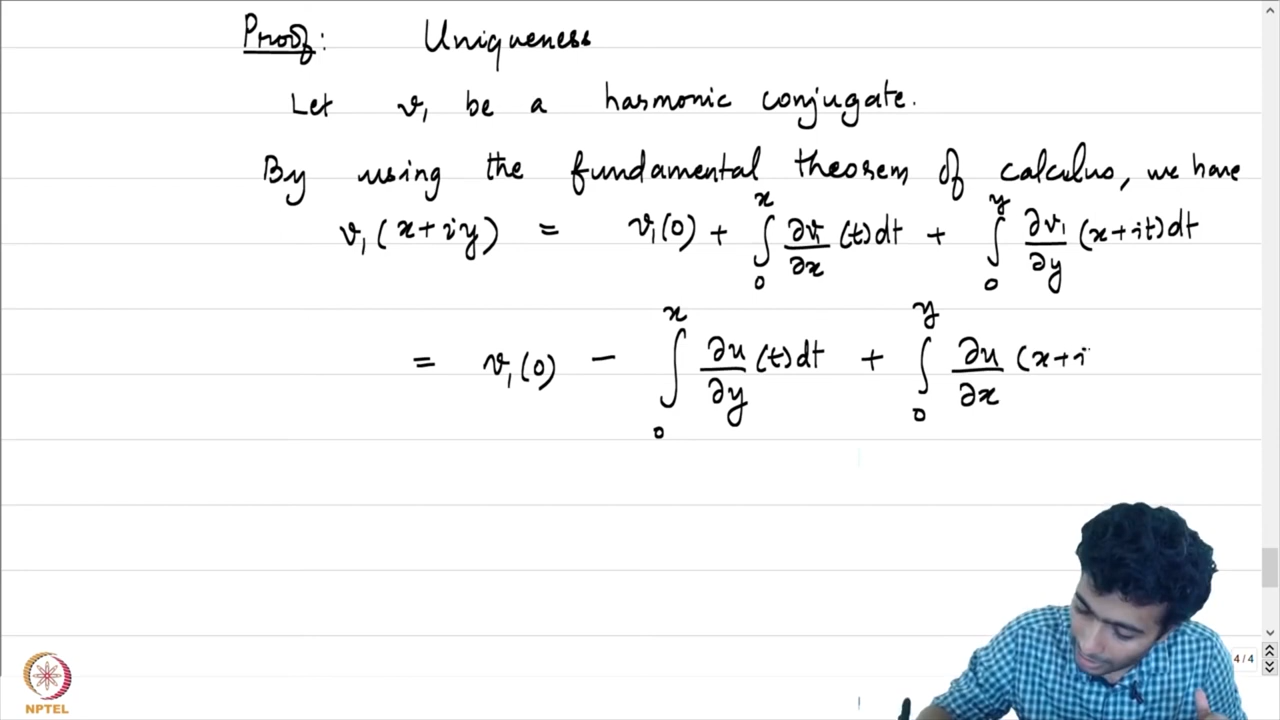 Proof: Uniqueness
Let v₁ be a harmonic conjugate.
By using the fundamental theorem of calculus, we have
v₁(x+iy) = v₁(0) + ∫₀ˣ ∂v₁/∂x (t)dt + ∫₀ʸ ∂v₁/∂y (x+it)dt
= v₁(0) − ∫₀ˣ ∂u/∂y (t)dt + ∫₀ʸ ∂u/∂x (x+i
4/4
NPTEL